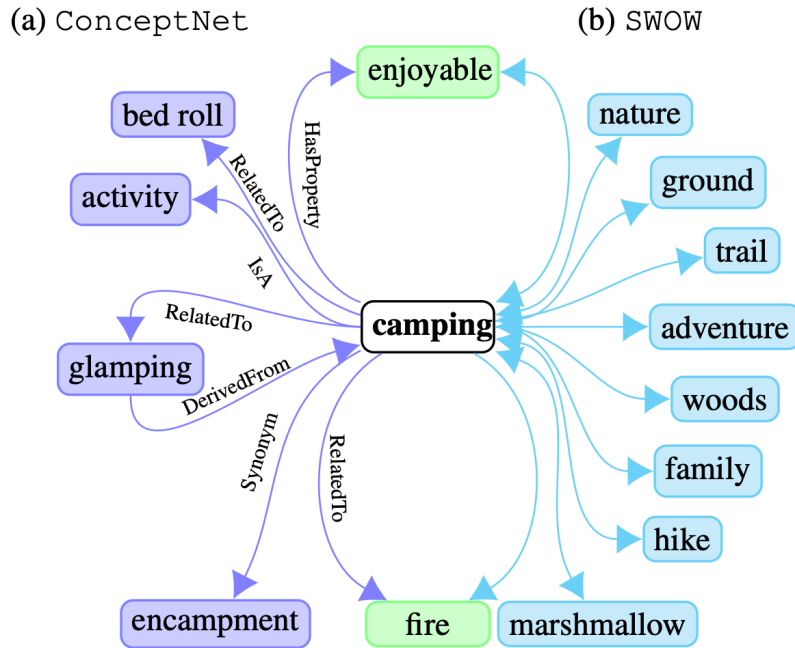 (a) ConceptNet
(b) SWOW
enjoyable
bed roll
nature
HasProperty
RelatedTo
activity
ground
IsA
trail
RelatedTo
camping
adventure
glamping
DerivedFrom
woods
Synonym
RelatedTo
family
hike
encampment
fire
marshmallow